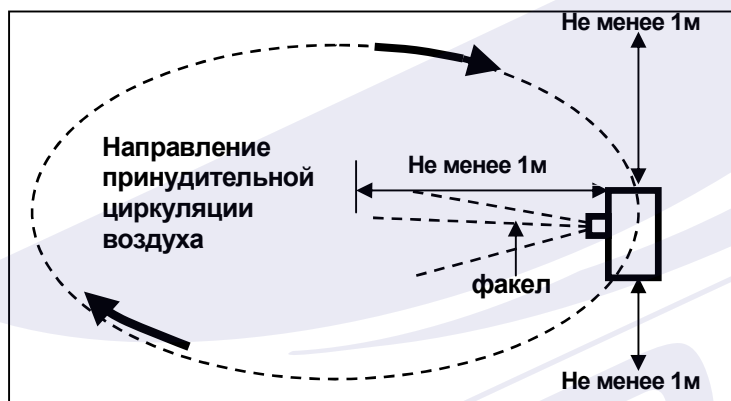 Не менее 1м
Направление
принудительной
циркуляции
воздуха
Не менее 1м
факел
Не менее 1м